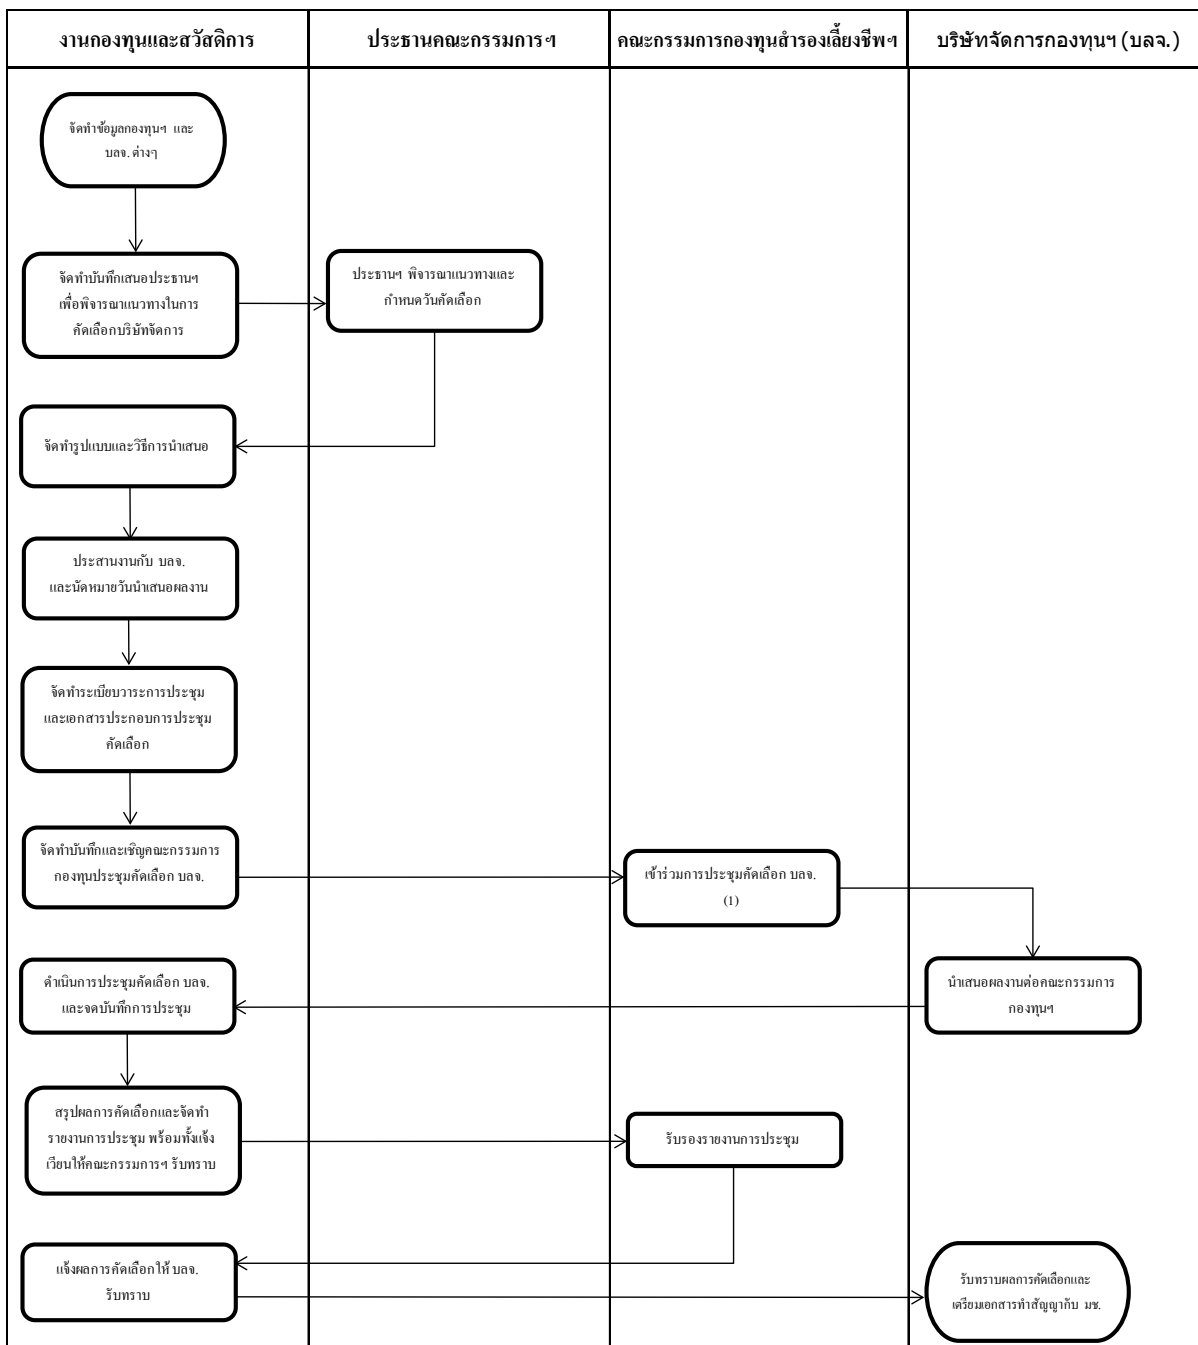 งานกองทุนและสวัสดิการ
ประธานคณะกรรมการฯ
คณะกรรมการกองทุนสำรองเลี้ยงชีพฯ
บริษัทจัดการกองทุนฯ (บลจ.)
จัดทำข้อมูลกองทุนฯ และ
บลจ. ต่างๆ
จัดทำบันทึกเสนอประธานฯ
เพื่อพิจารณาแนวทางในการ
คัดเลือกบริษัทจัดการ
ประธานฯ พิจารณาแนวทางและ
กำหนดวันคัดเลือก
จัดทำรูปแบบและวิธีการนำเสนอ
ประสานงานกับ บลจ.
และนัดหมายวันนำเสนอผลงาน
จัดทำระเบียบวาระการประชุม
และเอกสารประกอบการประชุม
คัดเลือก
จัดทำบันทึกและเชิญคณะกรรมการ
กองทุนประชุมคัดเลือก บลจ.
เข้าร่วมการประชุมคัดเลือก บลจ.
(1)
นำเสนอผลงานต่อคณะกรรมการ
กองทุนฯ
ดำเนินการประชุมคัดเลือก บลจ.
และจดบันทึกการประชุม
สรุปผลการคัดเลือกและจัดทำ
รายงานการประชุม พร้อมทั้งแจ้ง
เวียนให้คณะกรรมการฯ รับทราบ
รับรองรายงานการประชุม
แจ้งผลการคัดเลือกให้ บลจ.
รับทราบ
รับทราบผลการคัดเลือกและ
เตรียมเอกสารทำสัญญากับ มช.